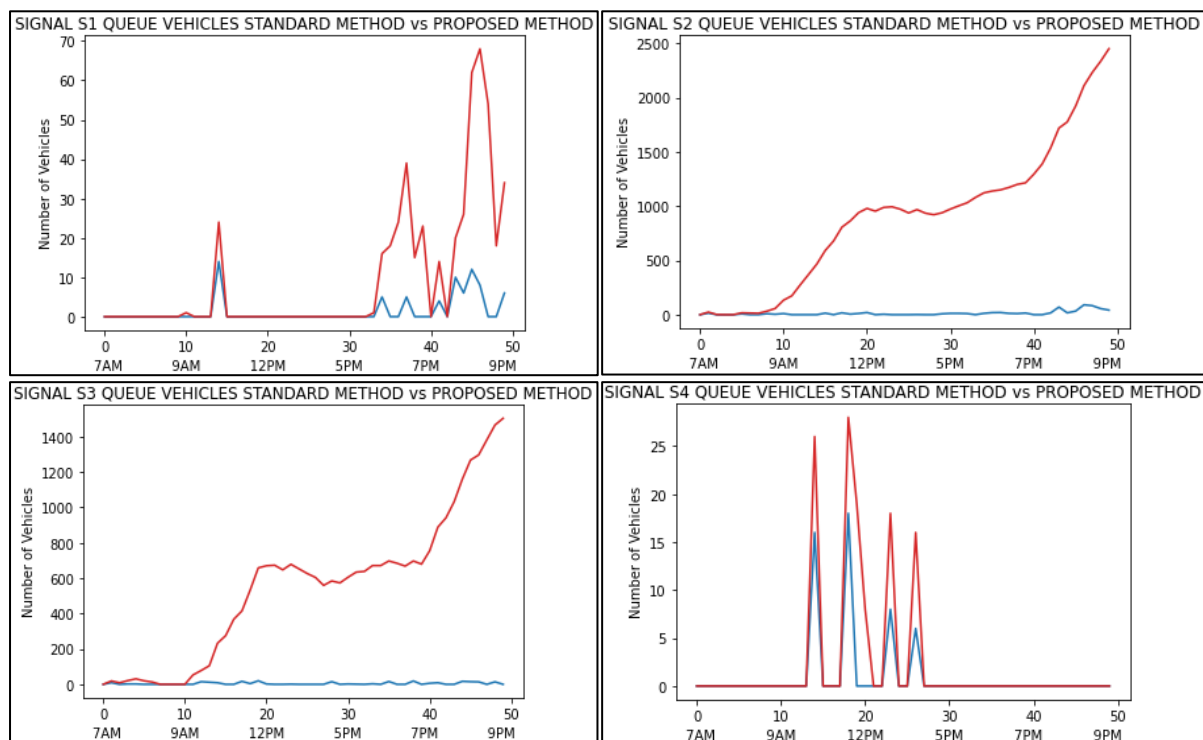 SIGNAL S1 QUEUE VEHICLES STANDARD METHOD vs PROPOSED METHOD
70
60
50
40
30
20
10
0
Number of Vehicles
0 10 20 30 40 50
7AM 9AM 12PM 5PM 7PM 9PM
SIGNAL S2 QUEUE VEHICLES STANDARD METHOD vs PROPOSED METHOD
2500
2000
1500
1000
500
0
Number of Vehicles
0 10 20 30 40 50
7AM 9AM 12PM 5PM 7PM 9PM
SIGNAL S3 QUEUE VEHICLES STANDARD METHOD vs PROPOSED METHOD
1400
1200
1000
800
600
400
200
0
Number of Vehicles
0 10 20 30 40 50
7AM 9AM 12PM 5PM 7PM 9PM
SIGNAL S4 QUEUE VEHICLES STANDARD METHOD vs PROPOSED METHOD
25
20
15
10
5
0
Number of Vehicles
0 10 20 30 40 50
7AM 9AM 12PM 5PM 7PM 9PM